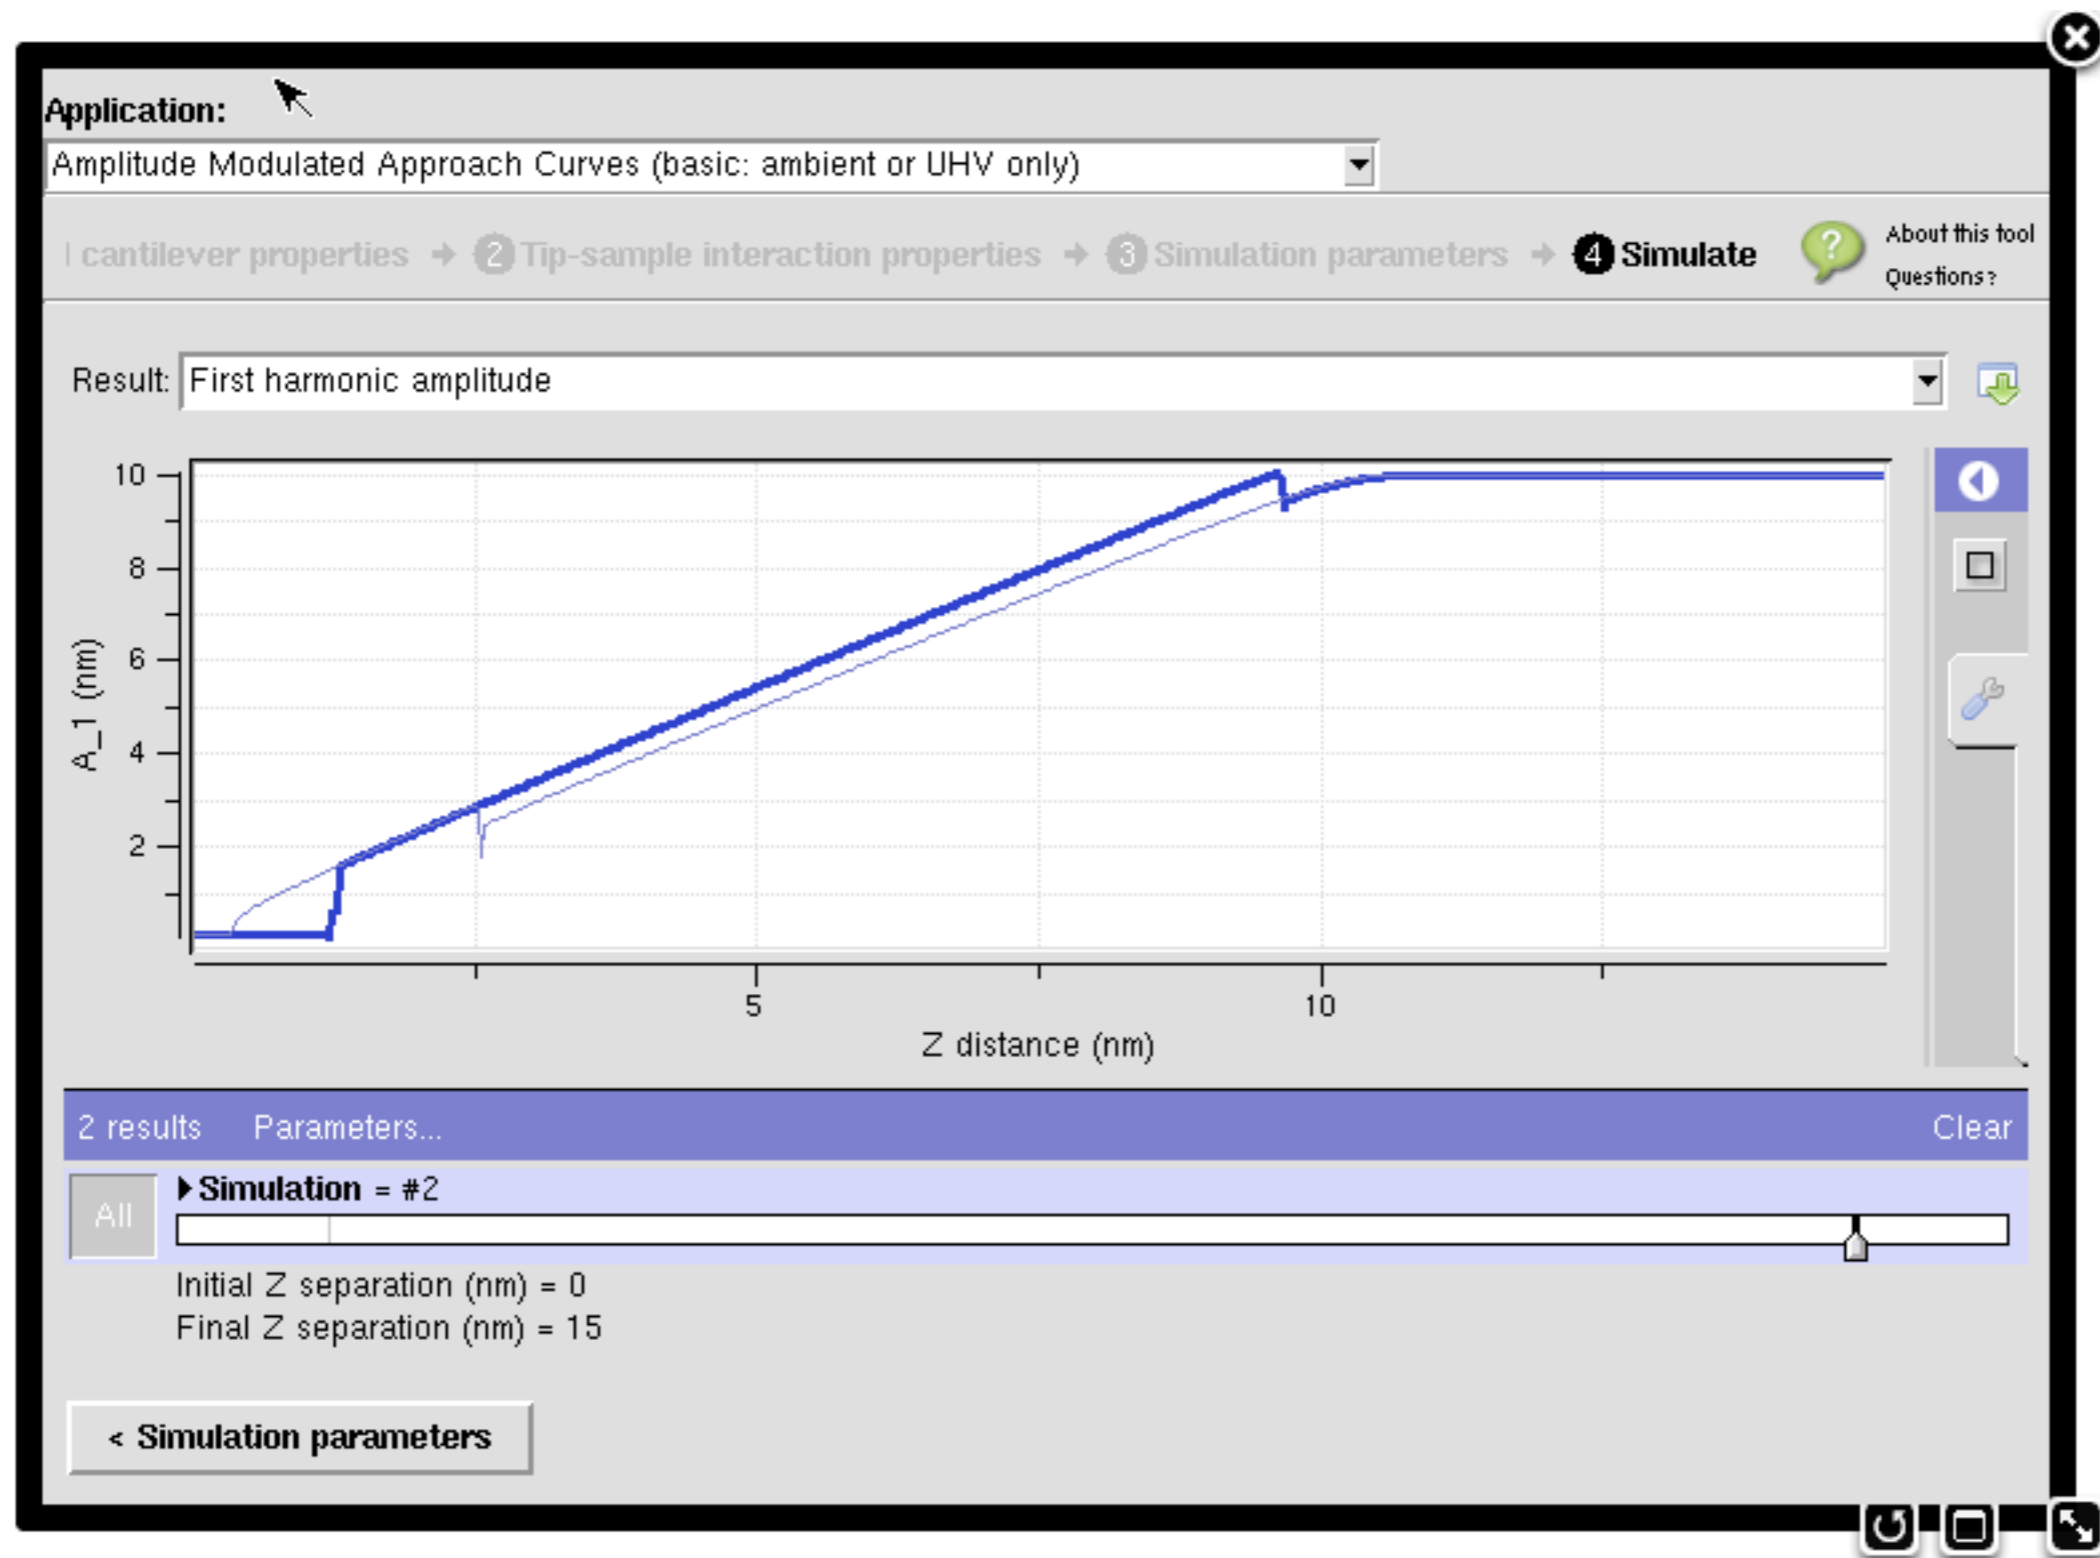 Application:
Amplitude Modulated Approach Curves (basic: ambient or UHV only)
cantilever properties → 2 Tip-sample interaction properties → 3 Simulation parameters → 4 Simulate
? About this tool
Questions?
Result: First harmonic amplitude
10
8
6
4
2
A_1 (nm)
5 10
Z distance (nm)
2 results Parameters... Clear
All
Simulation = #2
Initial Z separation (nm) = 0
Final Z separation (nm) = 15
< Simulation parameters